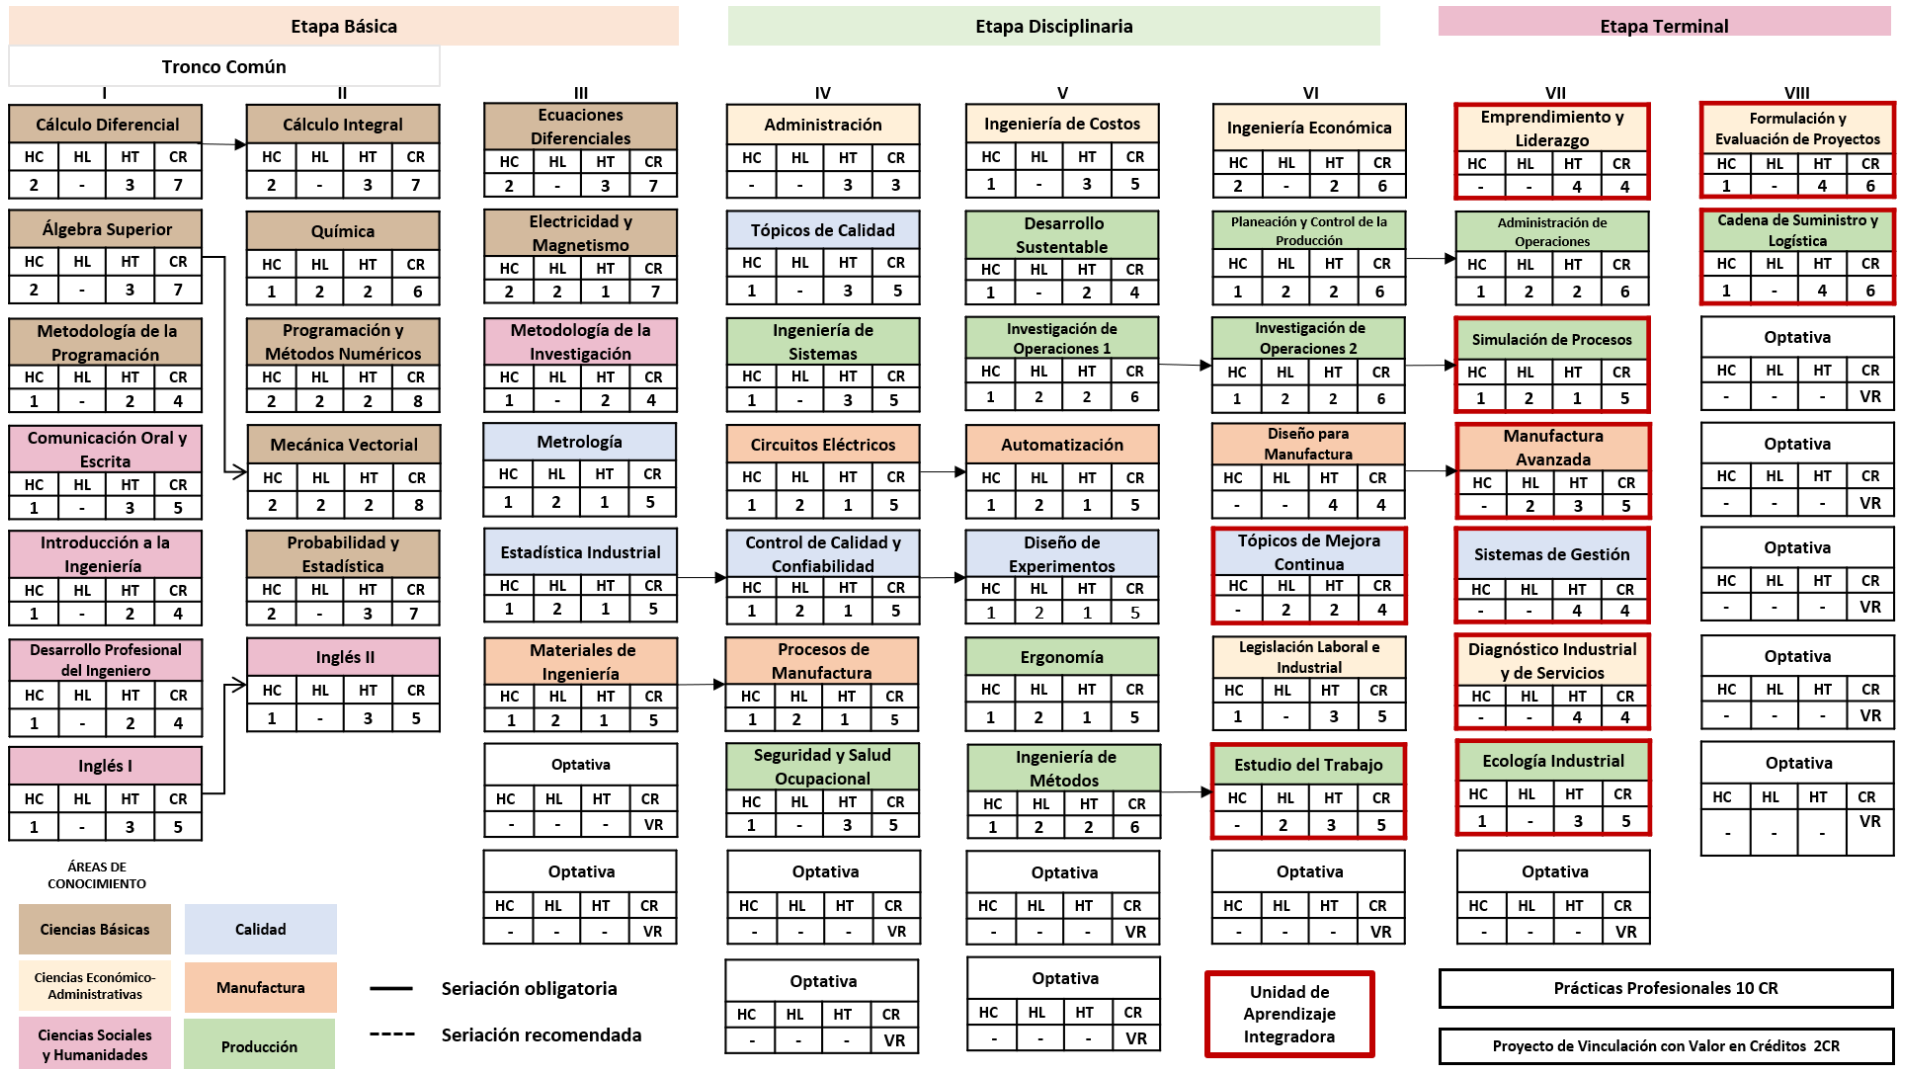 Etapa Básica
Etapa Disciplinaria
Etapa Terminal
Tronco Común
I
II
III
IV
V
VI
VII
VIII
Cálculo Diferencial
HC HL HT CR
2 - 3 7
Álgebra Superior
HC HL HT CR
2 - 3 7
Metodología de la
Programación
HC HL HT CR
1 - 2 4
Comunicación Oral y
Escrita
HC HL HT CR
1 - 3 5
Introducción a la
Ingeniería
HC HL HT CR
1 - 2 4
Desarrollo Profesional
del Ingeniero
HC HL HT CR
1 - 2 4
Inglés I
HC HL HT CR
1 - 3 5
Cálculo Integral
HC HL HT CR
2 - 3 7
Química
HC HL HT CR
1 2 2 6
Programación y
Métodos Numéricos
HC HL HT CR
2 2 2 8
Mecánica Vectorial
HC HL HT CR
2 2 2 8
Probabilidad y
Estadística
HC HL HT CR
2 - 3 7
Inglés II
HC HL HT CR
1 - 3 5
Ecuaciones
Diferenciales
HC HL HT CR
2 - 3 7
Electricidad y
Magnetismo
HC HL HT CR
2 2 1 7
Metodología de la
Investigación
HC HL HT CR
1 - 2 4
Metrología
HC HL HT CR
1 2 1 5
Estadística Industrial
HC HL HT CR
1 2 1 5
Materiales de
Ingeniería
HC HL HT CR
1 2 1 5
Optativa
HC HL HT CR
- - - VR
Optativa
HC HL HT CR
- - - VR
Administración
HC HL HT CR
- - 3 3
Tópicos de Calidad
HC HL HT CR
1 - 3 5
Ingeniería de
Sistemas
HC HL HT CR
1 - 3 5
Circuitos Eléctricos
HC HL HT CR
1 2 1 5
Control de Calidad y
Confiabilidad
HC HL HT CR
1 2 1 5
Procesos de
Manufactura
HC HL HT CR
1 2 1 5
Seguridad y Salud
Ocupacional
HC HL HT CR
1 - 3 5
Optativa
HC HL HT CR
- - - VR
Optativa
HC HL HT CR
- - - VR
Ingeniería de Costos
HC HL HT CR
1 - 3 5
Desarrollo
Sustentable
HC HL HT CR
1 - 2 4
Investigación de
Operaciones 1
HC HL HT CR
1 2 2 6
Automatización
HC HL HT CR
1 2 1 5
Diseño de
Experimentos
HC HL HT CR
1 2 1 5
Ergonomía
HC HL HT CR
1 2 1 5
Ingeniería de
Métodos
HC HL HT CR
1 2 2 6
Optativa
HC HL HT CR
- - - VR
Optativa
HC HL HT CR
- - - VR
Ingeniería Económica
HC HL HT CR
2 - 2 6
Planeación y Control de la
Producción
HC HL HT CR
1 2 2 6
Investigación de
Operaciones 2
HC HL HT CR
1 2 2 6
Diseño para
Manufactura
HC HL HT CR
- - 4 4
Tópicos de Mejora
Continua
HC HL HT CR
- 2 2 4
Legislación Laboral e
Industrial
HC HL HT CR
1 - 3 5
Estudio del Trabajo
HC HL HT CR
- 2 3 5
Optativa
HC HL HT CR
- - - VR
Emprendimiento y
Liderazgo
HC HL HT CR
- - 4 4
Administración de
Operaciones
HC HL HT CR
1 2 2 6
Simulación de Procesos
HC HL HT CR
1 2 1 5
Manufactura
Avanzada
HC HL HT CR
- 2 3 5
Sistemas de Gestión
HC HL HT CR
- - 4 4
Diagnóstico Industrial
y de Servicios
HC HL HT CR
- - 4 4
Ecología Industrial
HC HL HT CR
1 - 3 5
Optativa
HC HL HT CR
- - - VR
Formulación y
Evaluación de Proyectos
HC HL HT CR
1 - 4 6
Cadena de Suministro y
Logística
HC HL HT CR
1 - 4 6
Optativa
HC HL HT CR
- - - VR
Optativa
HC HL HT CR
- - - VR
Optativa
HC HL HT CR
- - - VR
Optativa
HC HL HT CR
- - - VR
Optativa
HC HL HT CR
- - - VR
ÁREAS DE
CONOCIMIENTO
Ciencias Básicas
Calidad
Ciencias Económico-
Administrativas
Manufactura
Ciencias Sociales
y Humanidades
Producción
Seriación obligatoria
Seriación recomendada
Unidad de
Aprendizaje
Integradora
Prácticas Profesionales 10 CR
Proyecto de Vinculación con Valor en Créditos 2CR